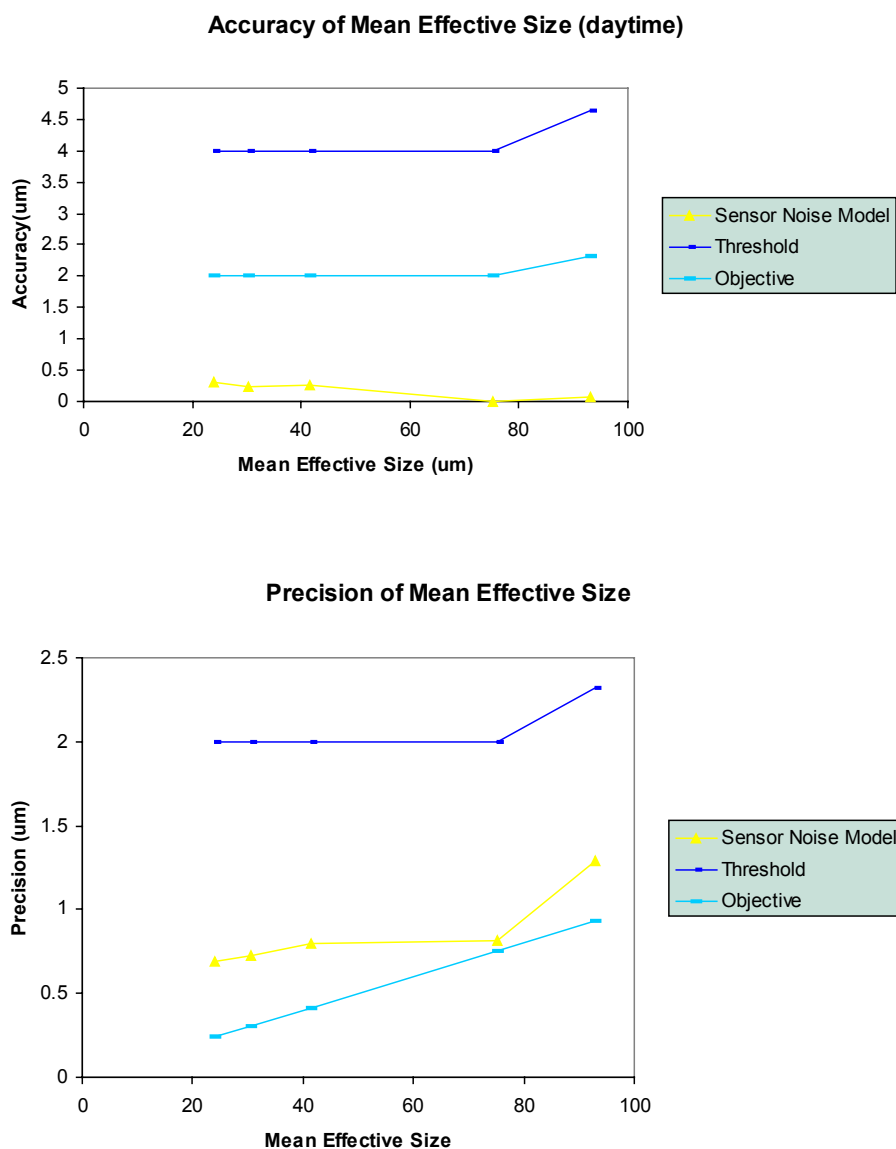 Accuracy of Mean Effective Size (daytime)
5
4.5
4
3.5
3
2.5
2
1.5
1
0.5
0
Accuracy(um)
0 20 40 60 80 100
Mean Effective Size (um)
Sensor Noise Model
Threshold
Objective
Precision of Mean Effective Size
2.5
2
1.5
1
0.5
0
Precision (um)
0 20 40 60 80 100
Mean Effective Size
Sensor Noise Model
Threshold
Objective